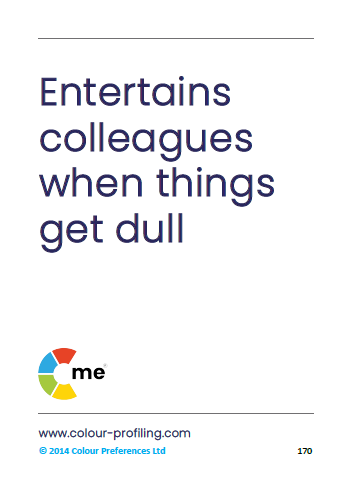 Entertains
colleagues
when things
get dull
me®
www.colour-profiling.com
© 2014 Colour Preferences Ltd 170